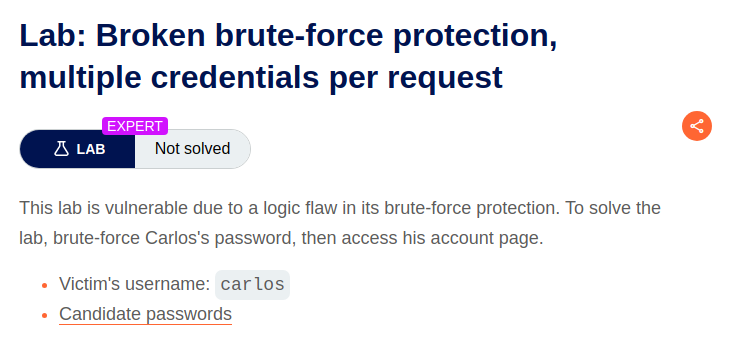 Lab: Broken brute-force protection,
multiple credentials per request
EXPERT
LAB
Not solved
This lab is vulnerable due to a logic flaw in its brute-force protection. To solve the
lab, brute-force Carlos's password, then access his account page.
Victim's username: carlos
Candidate passwords